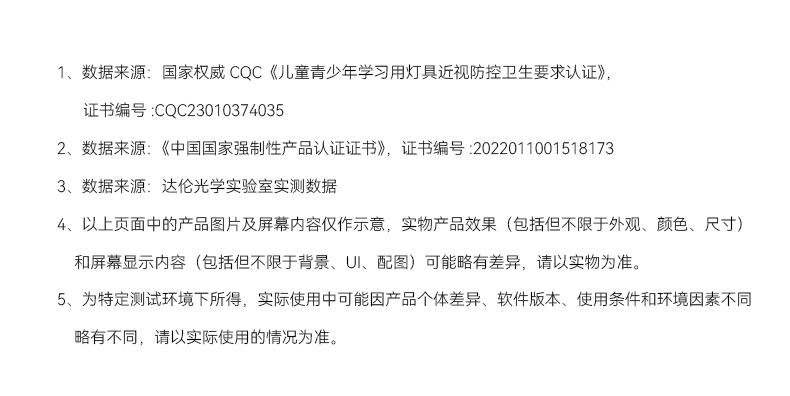 1、数据来源：国家权威 CQC《儿童青少年学习用灯具近视防控卫生要求认证》，
证书编号 :CQC23010374035
2、数据来源：《中国国家强制性产品认证证书》，证书编号 :2022011001518173
3、数据来源：达伦光学实验室实测数据
4、以上页面中的产品图片及屏幕内容仅作示意，实物产品效果（包括但不限于外观、颜色、尺寸）
和屏幕显示内容（包括但不限于背景、UI、配图）可能略有差异，请以实物为准。
5、为特定测试环境下所得，实际使用中可能因产品个体差异、软件版本、使用条件和环境因素不同
略有不同，请以实际使用的情况为准。